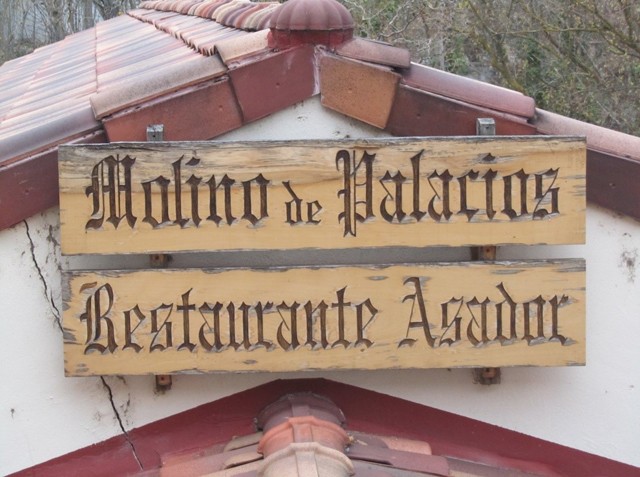 Molino de Palacios
Restaurante Asador